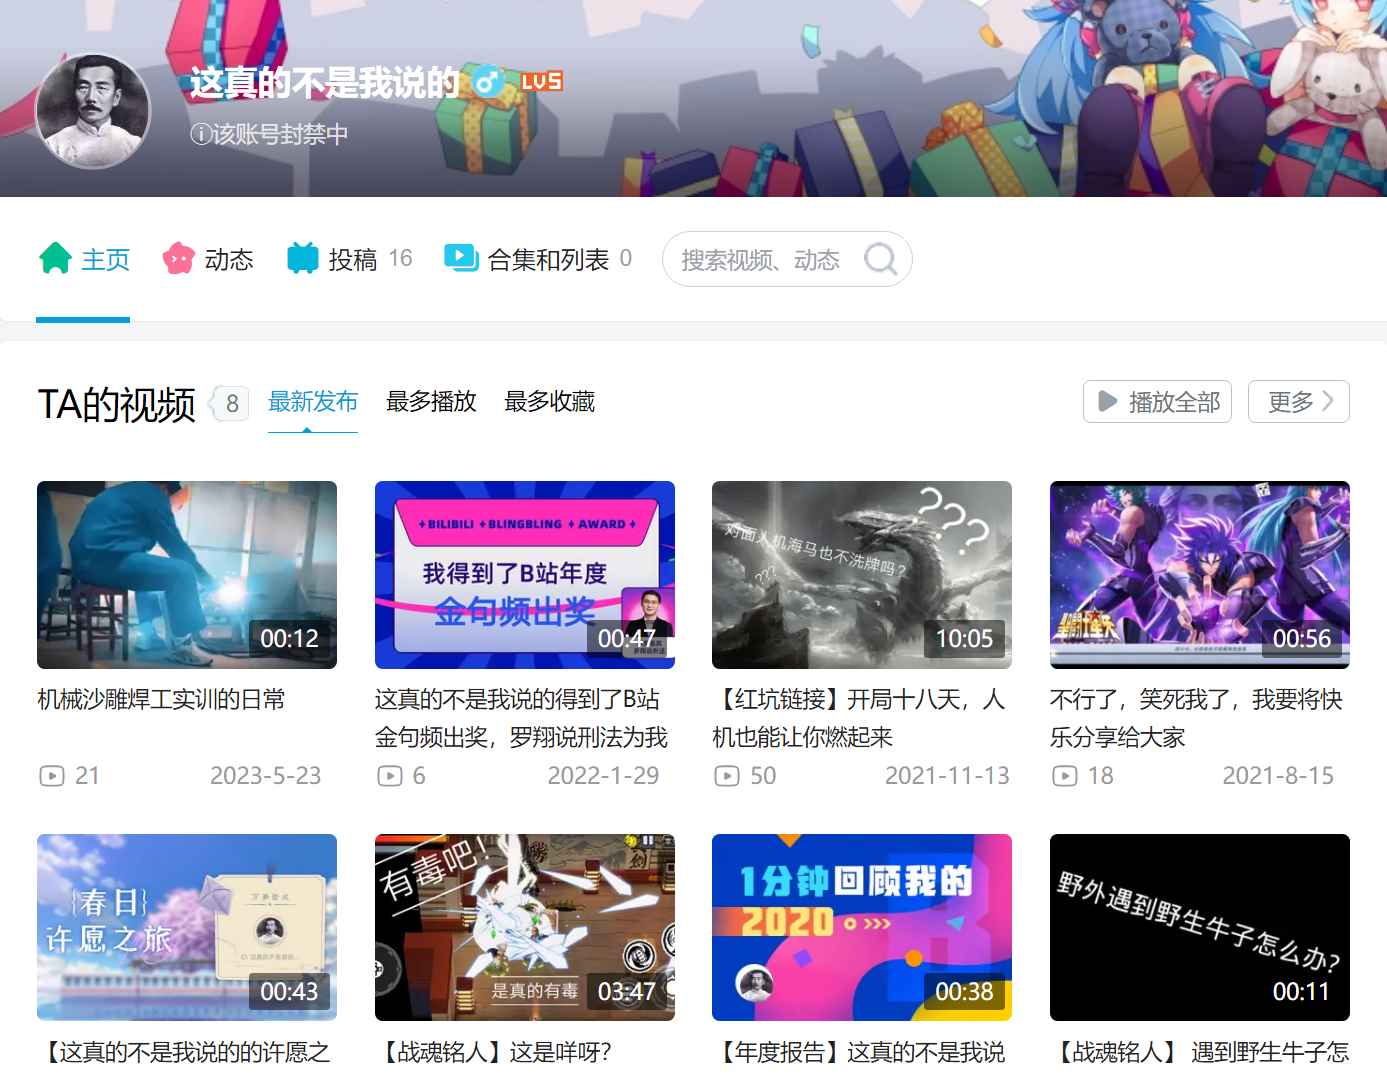 这真的不是我说的 LV5
该账号封禁中
主页 动态 投稿 16 合集和列表 0 搜索视频、动态
TA的视频 8 最新发布 最多播放 最多收藏 播放全部 更多
00:12
BILIBILI BLINGBLING AWARD
我得到了B站年度
金句频出奖
00:47
???
对面人机海马也不洗牌吗?
???
10:05
00:56
机械沙雕焊工实训的日常
21 2023-5-23
这真的不是我说的得到了B站
金句频出奖，罗翔说刑法为我
6 2022-1-29
【红坑链接】开局十八天，人
机也能让你燃起来
50 2021-11-13
不行了，笑死我了，我要将快
乐分享给大家
18 2021-8-15
春日
许愿之旅
00:43
有毒吧!
是真的有毒
03:47
1分钟回顾我的
2020
00:38
野外遇到野生牛子怎么办?
00:11
【这真的不是我说的的许愿之
【战魂铭人】这是咩呀?
【年度报告】这真的不是我说
【战魂铭人】 遇到野生牛子怎